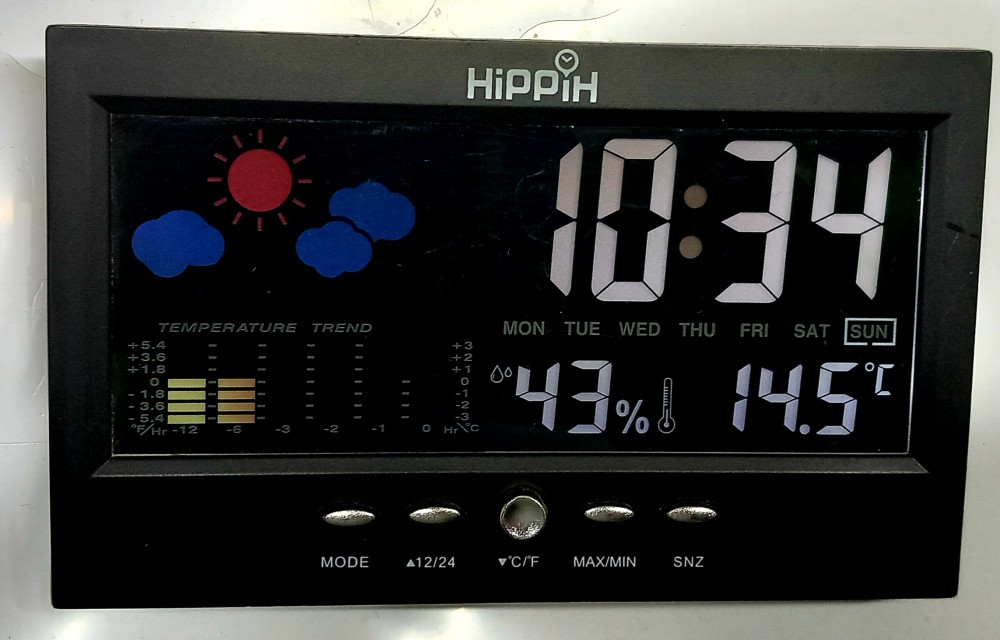 HiPPiH
10:34
MON TUE WED THU FRI SAT SUN
43% 14.5°C
TEMPERATURE TREND
+5.4 +3
+3.6 +2
+1.8 +1
0 0
-1.8 -1
-3.6 -2
-5.4 -3
°F/Hr -12 -6 -3 -2 -1 0 Hr\°C
MODE ▲12/24 ▼°C/°F MAX/MIN SNZ